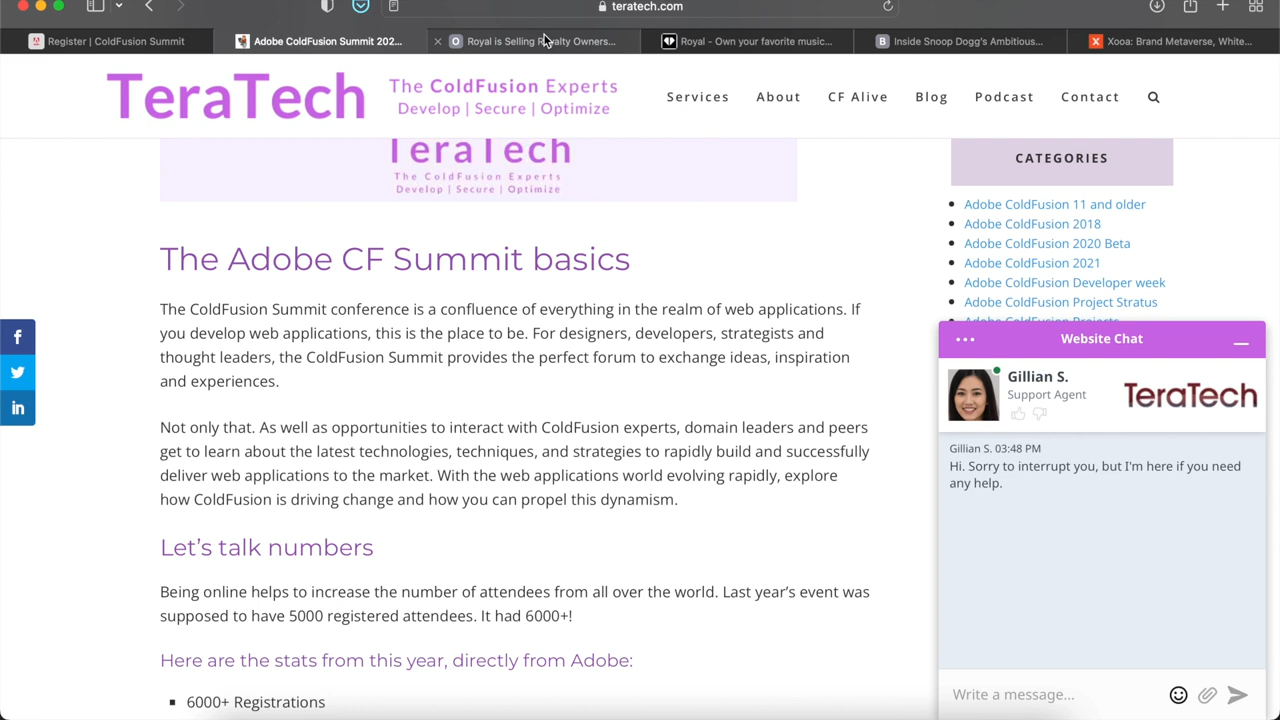 teratech.com
Register | ColdFusion Summit
Adobe ColdFusion Summit 202...
Royal is Selling Royalty Owners...
Royal - Own your favorite music...
Inside Snoop Dogg's Ambitious...
Xooa: Brand Metaverse, White...
TeraTech
The ColdFusion Experts
Develop | Secure | Optimize
Services
About
CF Alive
Blog
Podcast
Contact
TeraTech
The ColdFusion Experts
Develop | Secure | Optimize
The Adobe CF Summit basics
The ColdFusion Summit conference is a confluence of everything in the realm of web applications. If
you develop web applications, this is the place to be. For designers, developers, strategists and
thought leaders, the ColdFusion Summit provides the perfect forum to exchange ideas, inspiration
and experiences.
Not only that. As well as opportunities to interact with ColdFusion experts, domain leaders and peers
get to learn about the latest technologies, techniques, and strategies to rapidly build and successfully
deliver web applications to the market. With the web applications world evolving rapidly, explore
how ColdFusion is driving change and how you can propel this dynamism.
Let's talk numbers
Being online helps to increase the number of attendees from all over the world. Last year's event was
supposed to have 5000 registered attendees. It had 6000+!
Here are the stats from this year, directly from Adobe:
6000+ Registrations
CATEGORIES
Adobe ColdFusion 11 and older
Adobe ColdFusion 2018
Adobe ColdFusion 2020 Beta
Adobe ColdFusion 2021
Adobe ColdFusion Developer week
Adobe ColdFusion Project Stratus
Adobe ColdFusion Projects
Website Chat
Gillian S.
Support Agent
TeraTech
Gillian S. 03:48 PM
Hi. Sorry to interrupt you, but I'm here if you need
any help.
Write a message...